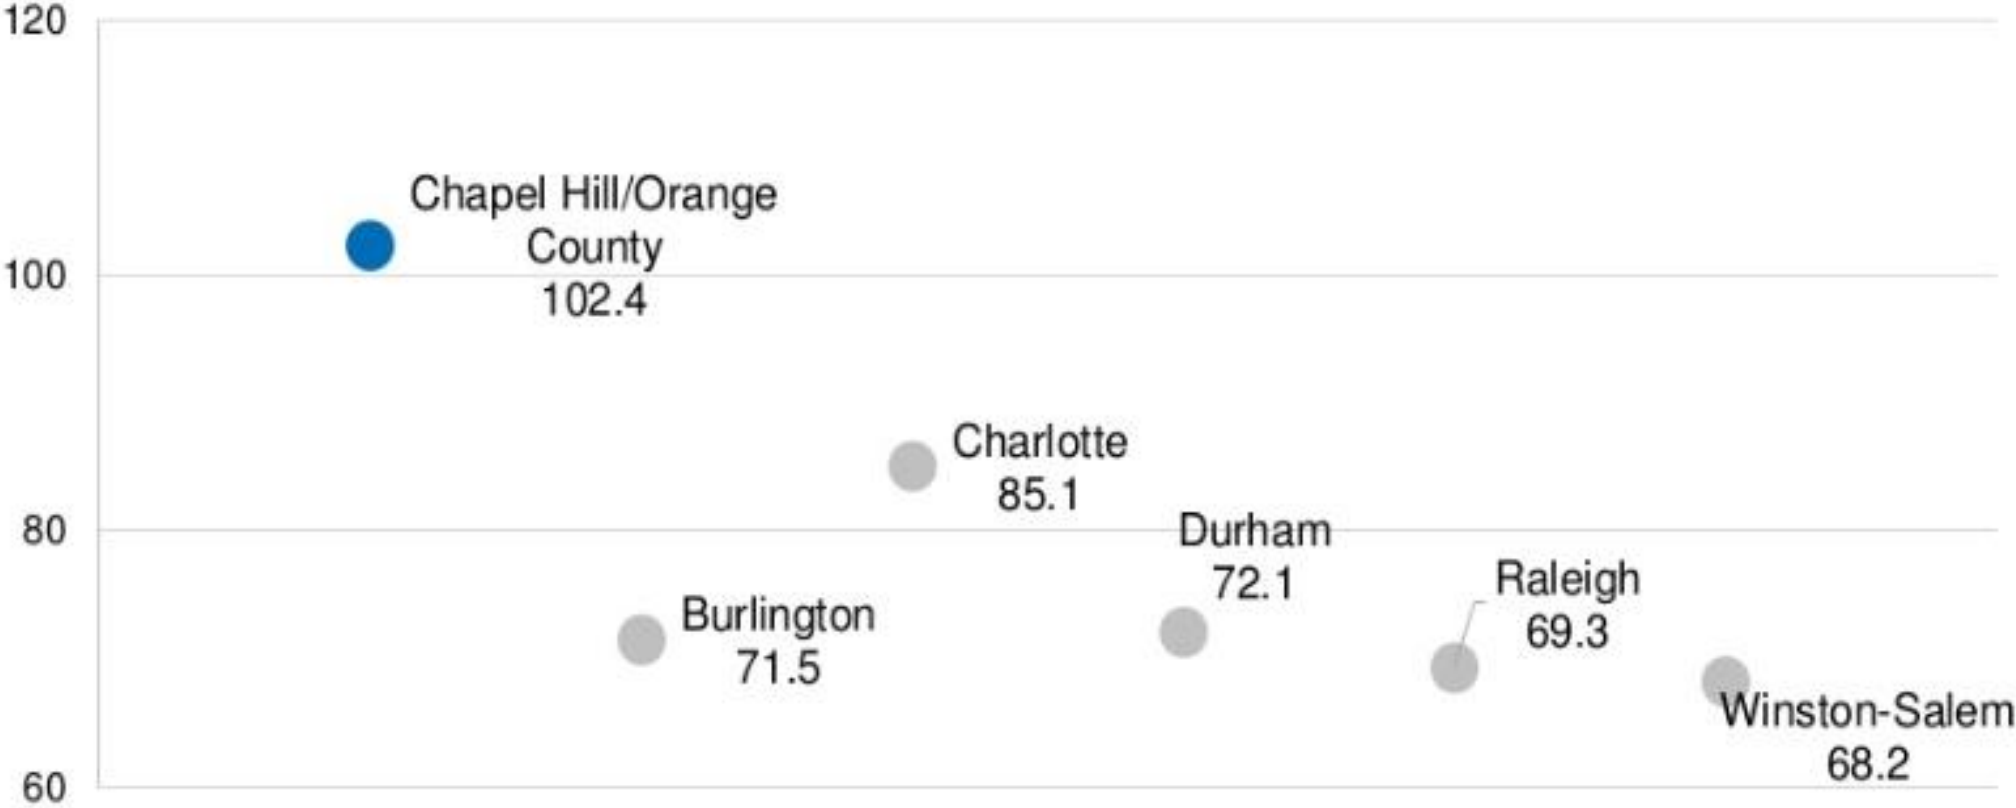 120
Chapel Hill/Orange
County
100
102.4
Charlotte
85.1
80
Durham
72.1
Raleigh
69.3
Burlington
71.5
Winston-Salem
68.2
60